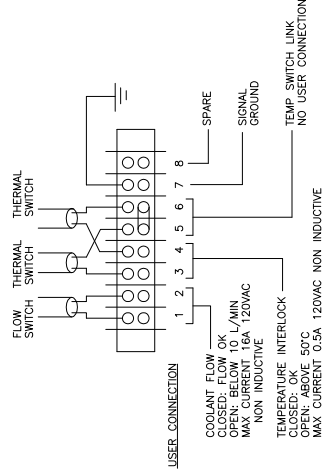 FLOW
SWITCH
THERMAL
SWITCH
THERMAL
SWITCH
1 2 3 4 5 6 7 8
USER CONNECTION
COOLANT FLOW
CLOSED: FLOW OK
OPEN: BELOW 10 L/MIN
MAX CURRENT 16A 120VAC
NON INDUCTIVE
TEMPERATURE INTERLOCK
CLOSED: OK
OPEN: ABOVE 50°C
MAX CURRENT 0.5A 120VAC NON INDUCTIVE
SPARE
SIGNAL
GROUND
TEMP SWITCH LINK
NO USER CONNECTION